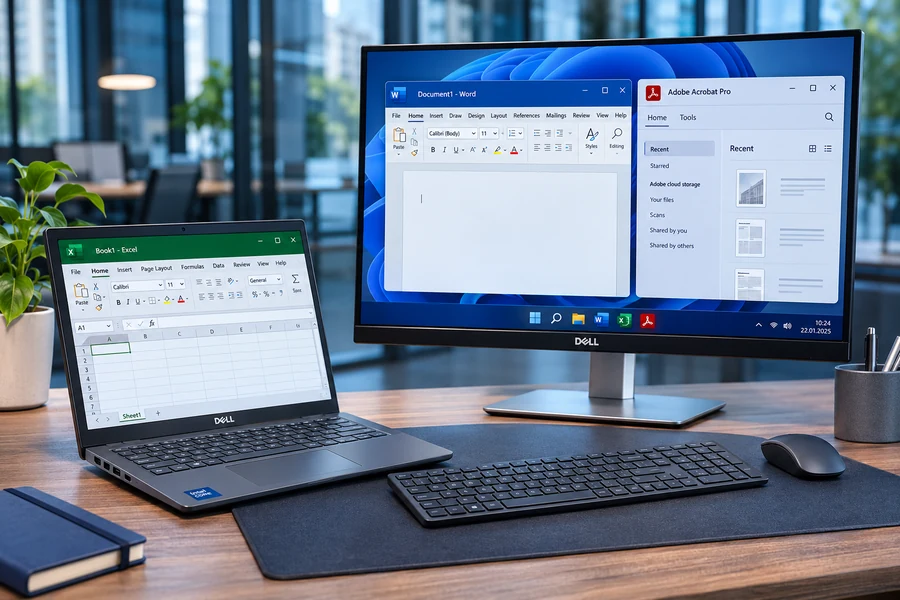 Document1 - Word
File Home Insert Draw Design Layout References Mailings Review View Help
Calibri (Body) 11
Paste
B I U
Styles
Editing
Adobe Acrobat Pro
Home Tools
Recent
Starred
Adobe cloud storage
Your files
Scans
Shared by you
Shared by others
Recent
10:24
22.01.2025
DELL
Book1 - Excel
File Home Insert Page Layout Formulas Data Review View Help
Calibri 11
General
Paste
B I U
A1
fx
A B C D E F G H
1
2
3
4
5
6
7
Sheet1
DELL
intel
CORE